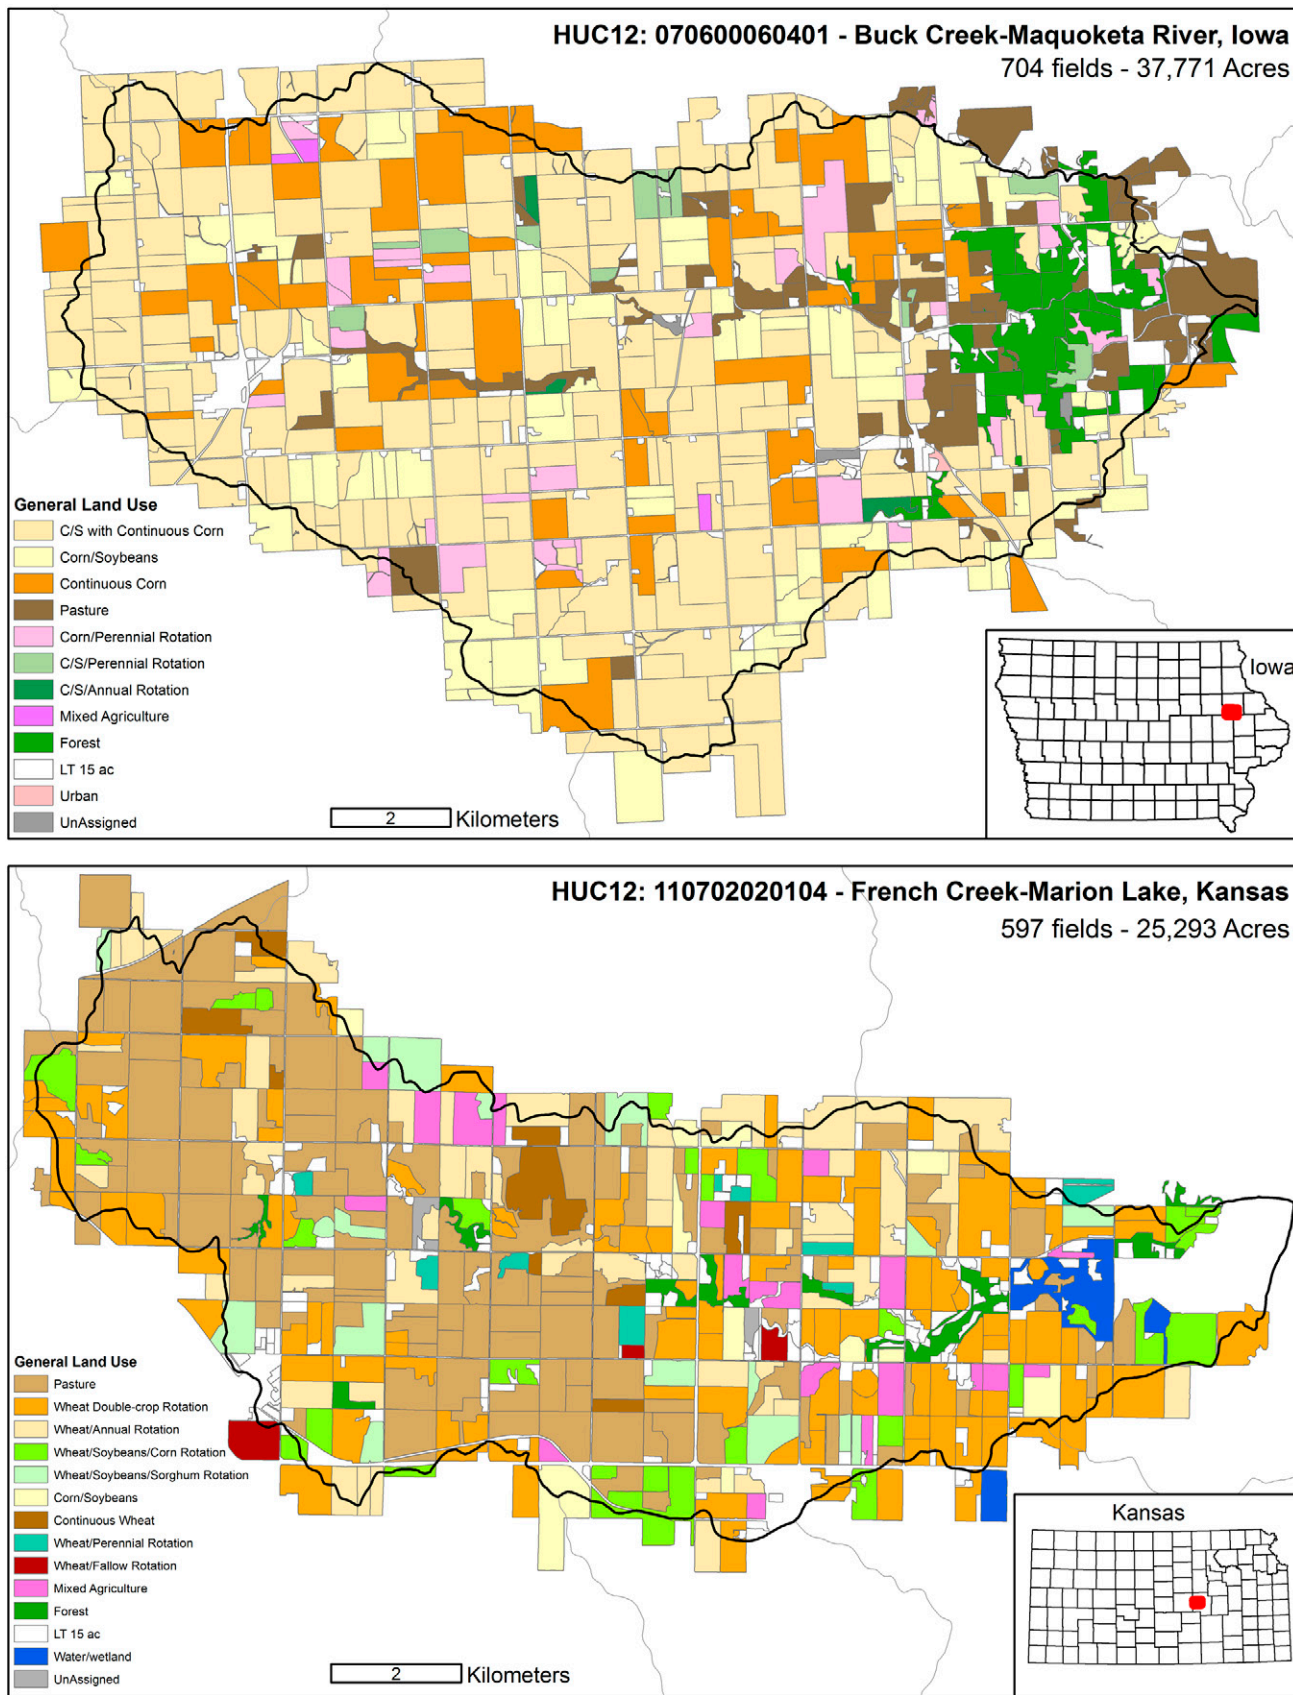 HUC12: 070600060401 - Buck Creek-Maquoketa River, Iowa
704 fields - 37,771 Acres
General Land Use
C/S with Continuous Corn
Corn/Soybeans
Continuous Corn
Pasture
Corn/Perennial Rotation
C/S/Perennial Rotation
C/S/Annual Rotation
Mixed Agriculture
Forest
LT 15 ac
Urban
UnAssigned
2 Kilometers
Iowa
HUC12: 110702020104 - French Creek-Marion Lake, Kansas
597 fields - 25,293 Acres
General Land Use
Pasture
Wheat Double-crop Rotation
Wheat/Annual Rotation
Wheat/Soybeans/Corn Rotation
Wheat/Soybeans/Sorghum Rotation
Corn/Soybeans
Continuous Wheat
Wheat/Perennial Rotation
Wheat/Fallow Rotation
Mixed Agriculture
Forest
LT 15 ac
Water/wetland
UnAssigned
2 Kilometers
Kansas